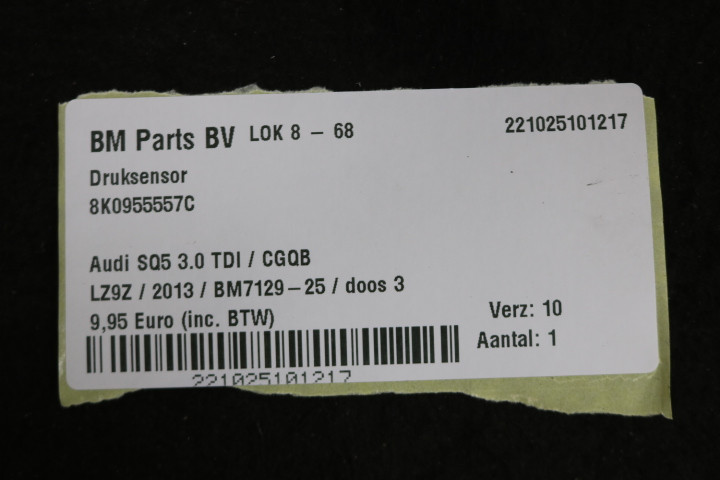 BM Parts BV LOK 8 - 68 221025101217
Druksensor
8K0955557C
Audi SQ5 3.0 TDI / CGQB
LZ9Z / 2013 / BM7129-25 / doos 3
9,95 Euro (inc. BTW) Verz: 10
Aantal: 1
221025101217